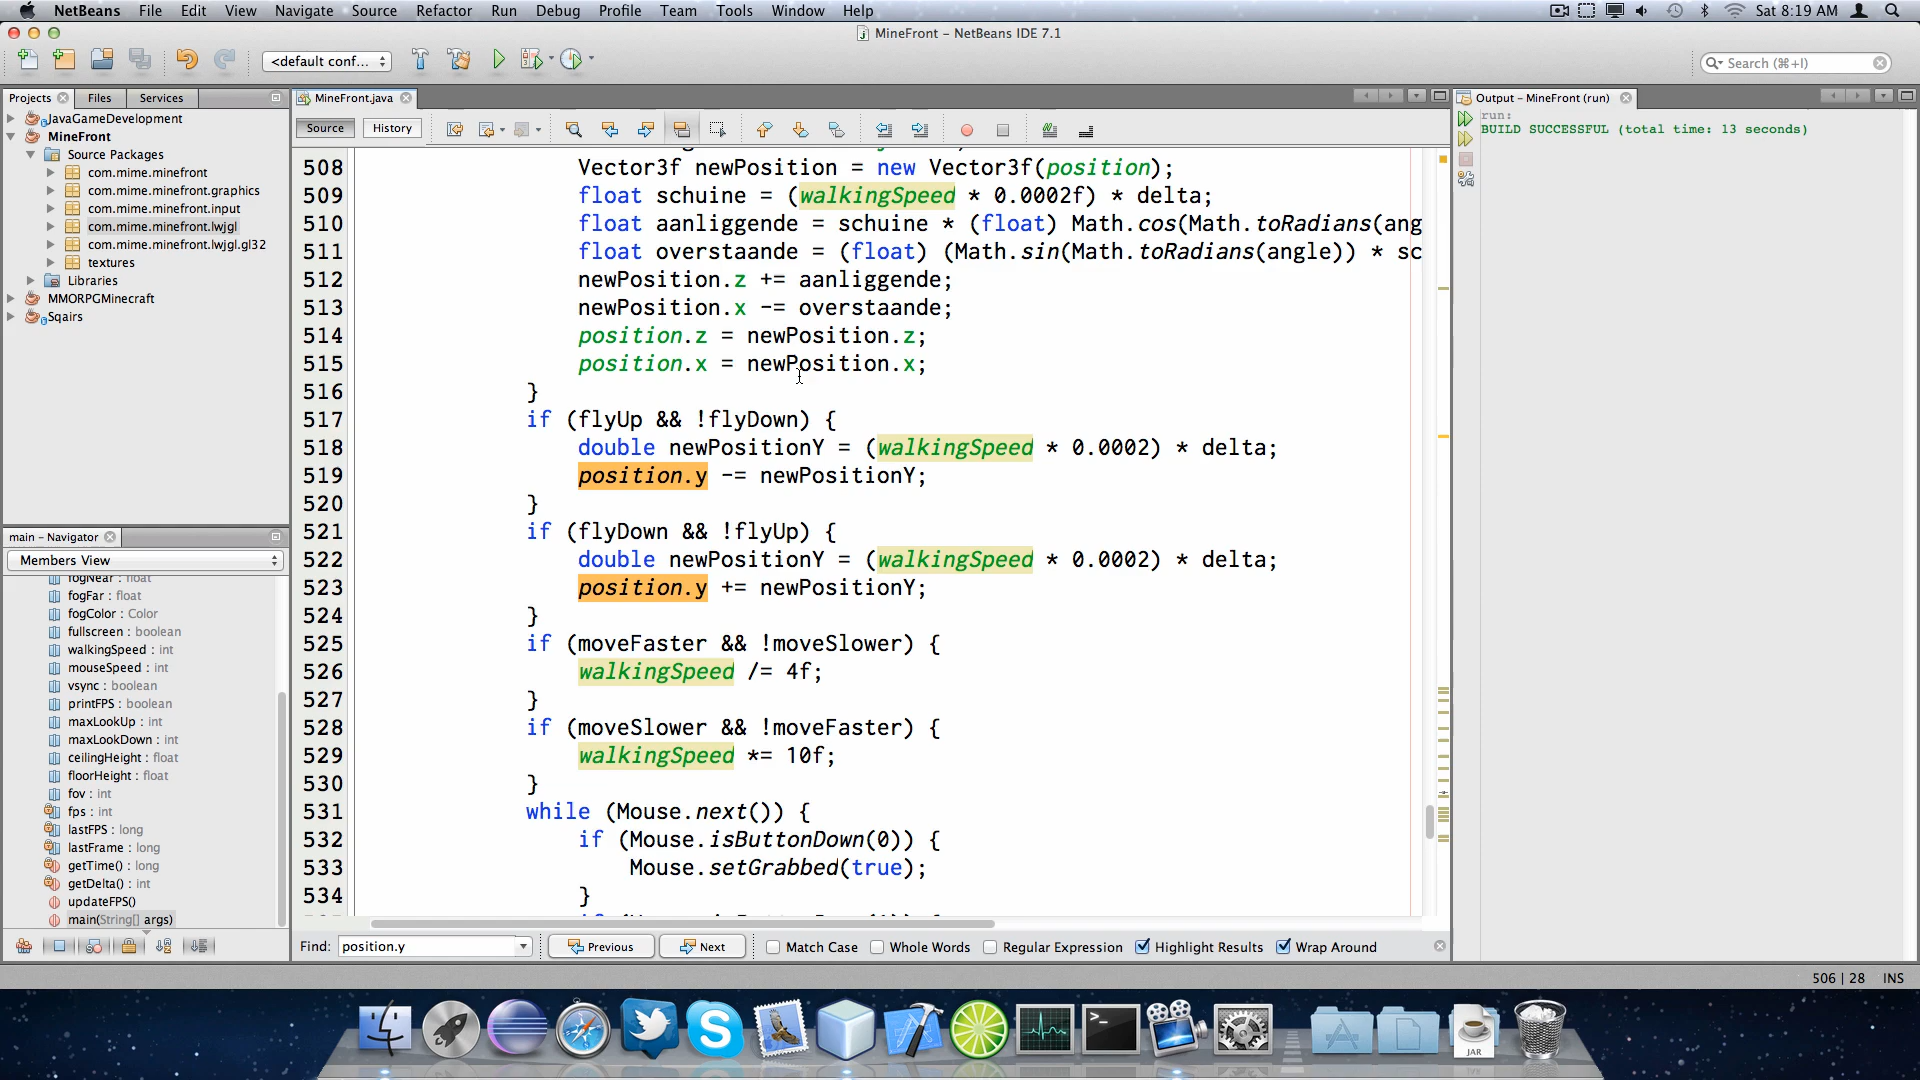 NetBeans File Edit View Navigate Source Refactor Run Debug Profile Team Tools Window Help Sat 8:19 AM
MineFront – NetBeans IDE 7.1
<default conf...
Search (⌘+I)
Projects Files Services
JavaGameDevelopment
MineFront
Source Packages
com.mime.minefront
com.mime.minefront.graphics
com.mime.minefront.input
com.mime.minefront.lwjgl
com.mime.minefront.lwjgl.gl32
textures
Libraries
MMORPGMinecraft
Sqairs
main – Navigator
Members View
fogNear : float
fogFar : float
fogColor : Color
fullscreen : boolean
walkingSpeed : int
mouseSpeed : int
vsync : boolean
printFPS : boolean
maxLookUp : int
maxLookDown : int
ceilingHeight : float
floorHeight : float
fov : int
fps : int
lastFPS : long
lastFrame : long
getTime() : long
getDelta() : int
updateFPS()
main(String[] args)
MineFront.java
Source History
508 Vector3f newPosition = new Vector3f(position);
509 float schuine = (walkingSpeed * 0.0002f) * delta;
510 float aanliggende = schuine * (float) Math.cos(Math.toRadians(ang
511 float overstaande = (float) (Math.sin(Math.toRadians(angle)) * sc
512 newPosition.z += aanliggende;
513 newPosition.x -= overstaande;
514 position.z = newPosition.z;
515 position.x = newPosition.x;
516 }
517 if (flyUp && !flyDown) {
518 double newPositionY = (walkingSpeed * 0.0002) * delta;
519 position.y -= newPositionY;
520 }
521 if (flyDown && !flyUp) {
522 double newPositionY = (walkingSpeed * 0.0002) * delta;
523 position.y += newPositionY;
524 }
525 if (moveFaster && !moveSlower) {
526 walkingSpeed /= 4f;
527 }
528 if (moveSlower && !moveFaster) {
529 walkingSpeed *= 10f;
530 }
531 while (Mouse.next()) {
532 if (Mouse.isButtonDown(0)) {
533 Mouse.setGrabbed(true);
534 }
Find: position.y Previous Next Match Case Whole Words Regular Expression Highlight Results Wrap Around
Output – MineFront (run)
run:
BUILD SUCCESSFUL (total time: 13 seconds)
506 | 28 INS
JAR